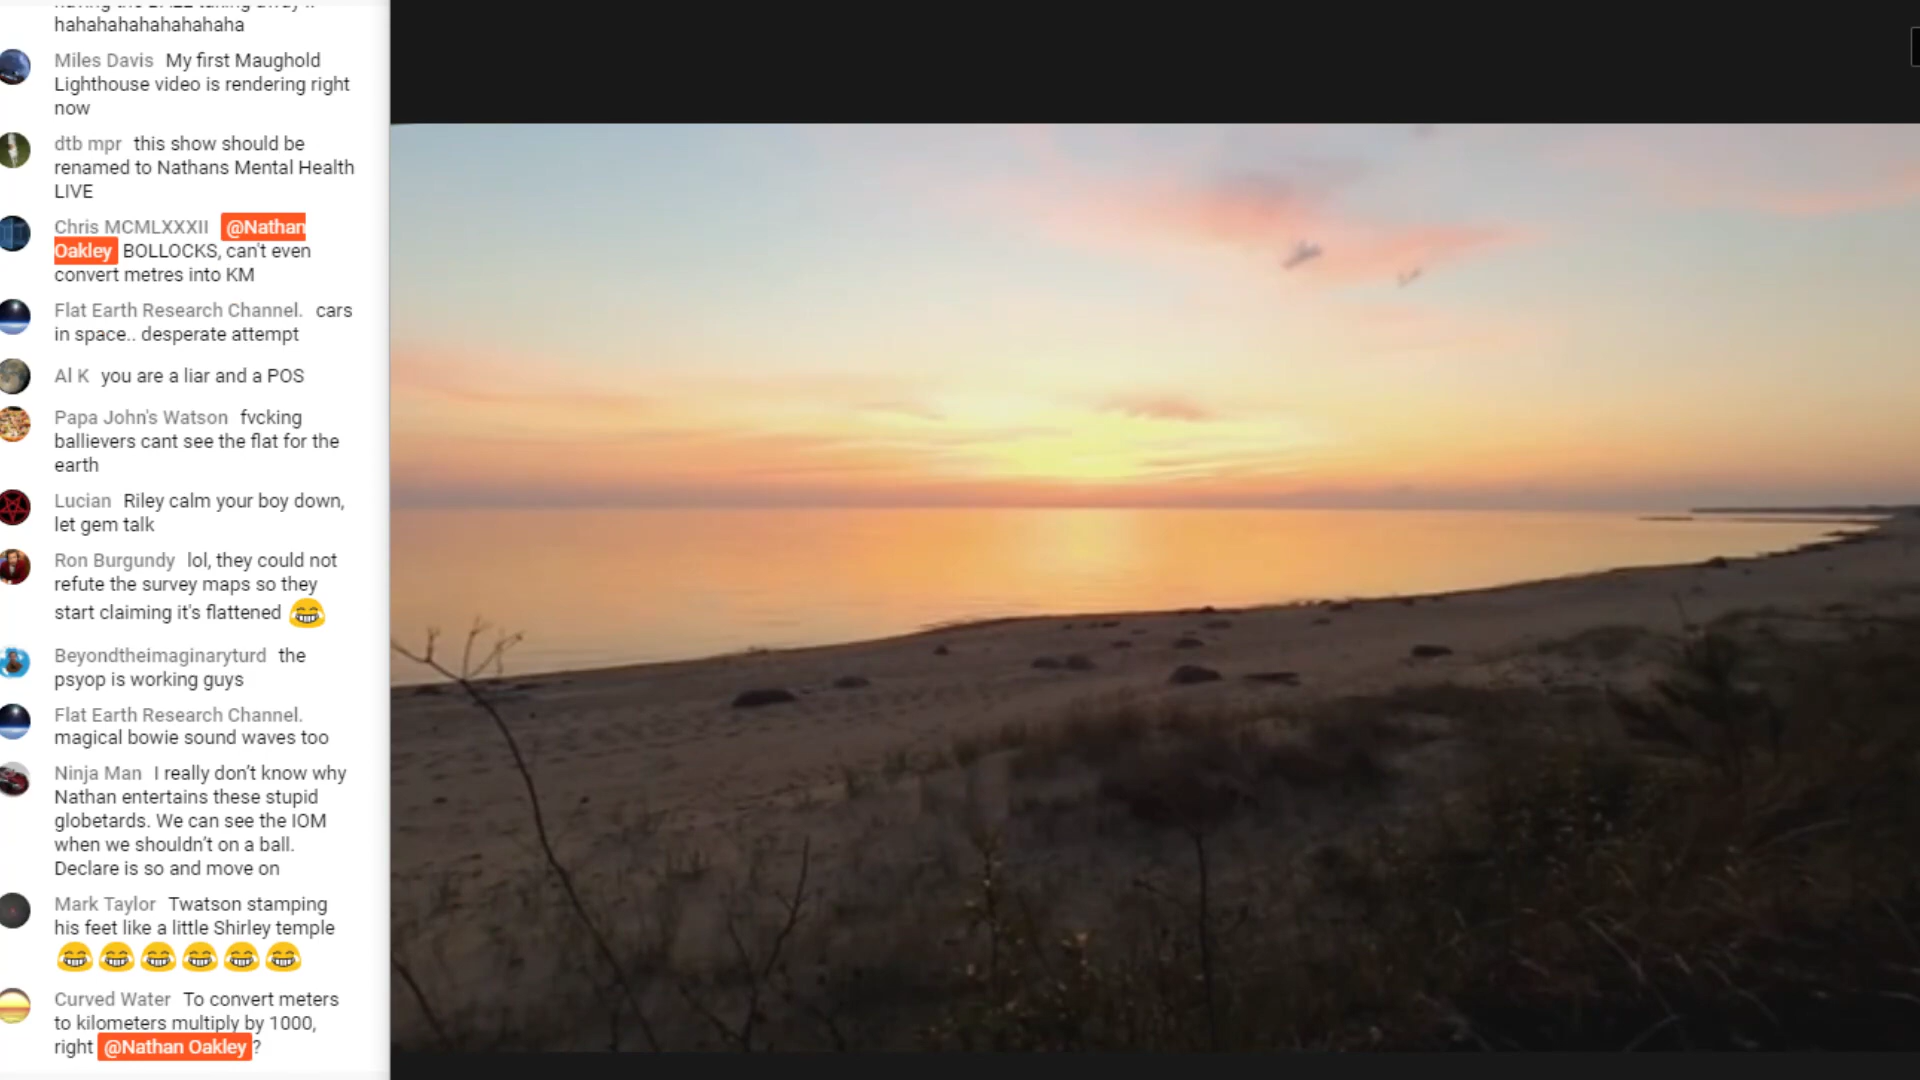 hahahahahahahahaha
Miles Davis My first Maughold
Lighthouse video is rendering right
now
dtb mpr this show should be
renamed to Nathans Mental Health
LIVE
Chris MCMLXXXII @Nathan
Oakley BOLLOCKS, can't even
convert metres into KM
Flat Earth Research Channel. cars
in space.. desperate attempt
Al K you are a liar and a POS
Papa John's Watson fvcking
ballievers cant see the flat for the
earth
Lucian Riley calm your boy down,
let gem talk
Ron Burgundy lol, they could not
refute the survey maps so they
start claiming it's flattened 😂
Beyondtheimaginaryturd the
psyop is working guys
Flat Earth Research Channel.
magical bowie sound waves too
Ninja Man I really don’t know why
Nathan entertains these stupid
globetards. We can see the IOM
when we shouldn’t on a ball.
Declare is so and move on
Mark Taylor Twatson stamping
his feet like a little Shirley temple
😂😂😂😂😂😂
Curved Water To convert meters
to kilometers multiply by 1000,
right @Nathan Oakley ?